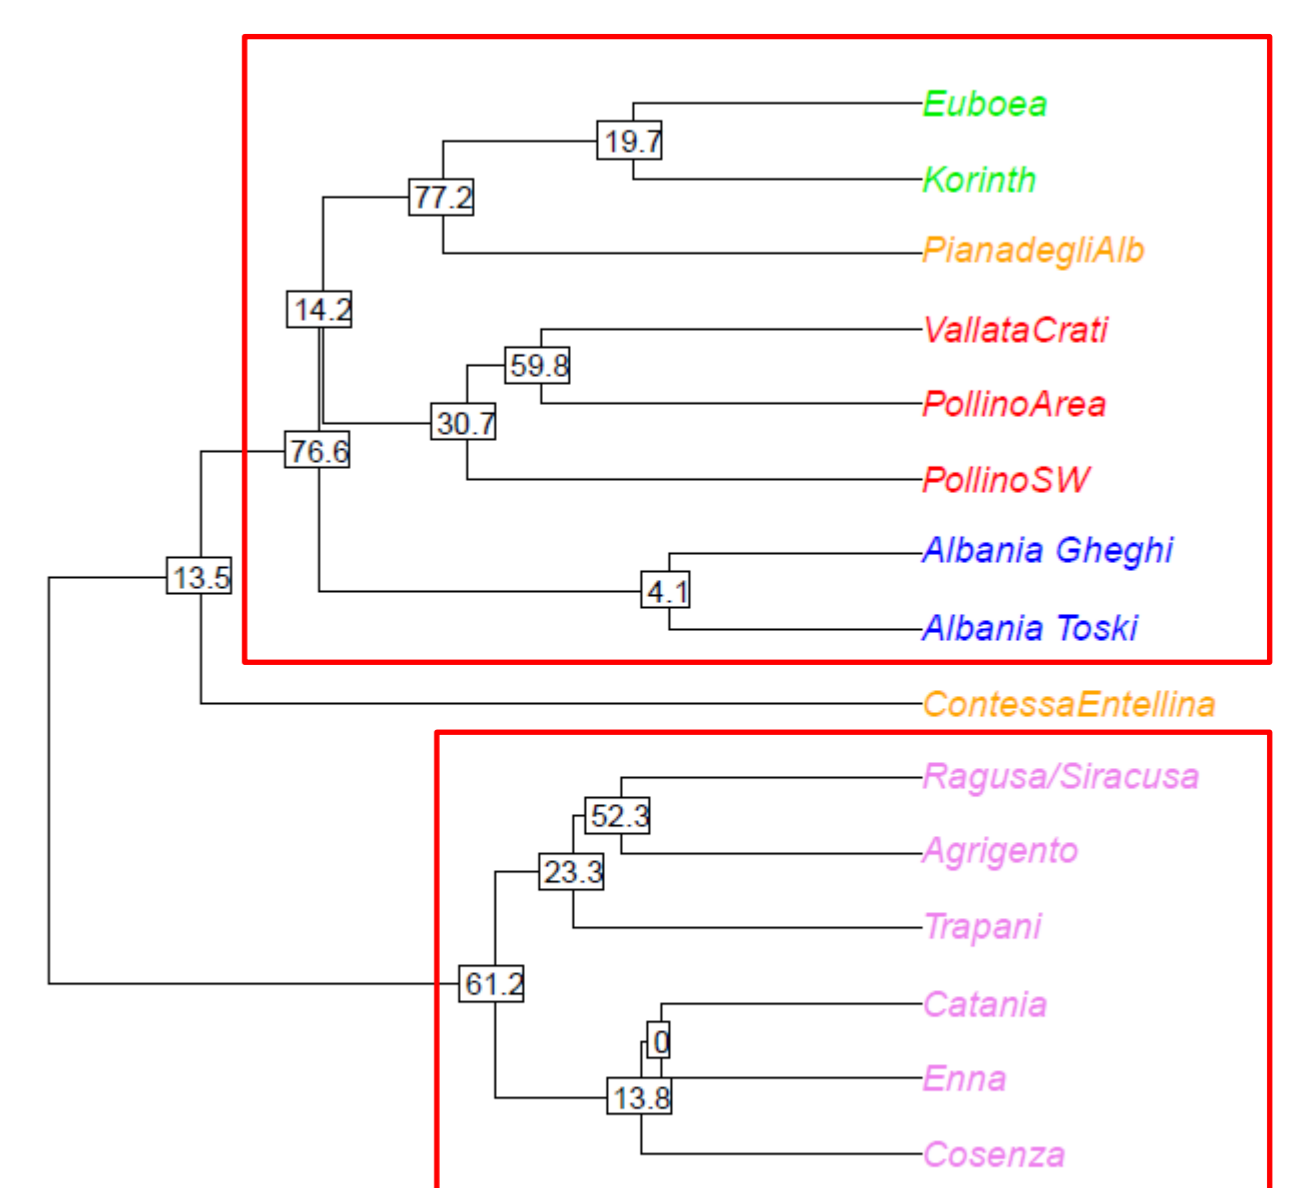 Euboea
19.7
Korinth
77.2
PianadegliAlb
14.2
VallataCrati
59.8
PollinoArea
30.7
76.6
PollinoSW
Albania Gheghi
13.5
4.1
Albania Toski
ContessaEntellina
Ragusa/Siracusa
52.3
Agrigento
23.3
Trapani
61.2
Catania
0
Enna
13.8
Cosenza